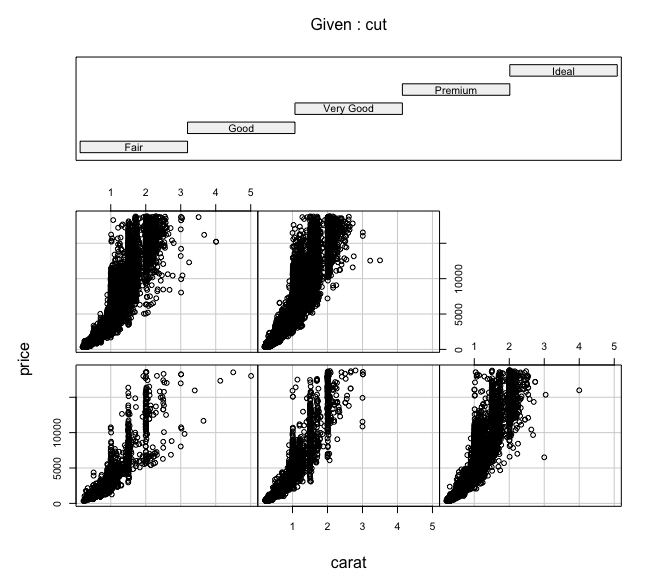 Given : cut
Ideal
Premium
Very Good
Good
Fair
1 2 3 4 5
0 5000 10000
1 2 3 4 5
price
0 5000 10000
1 2 3 4 5
carat